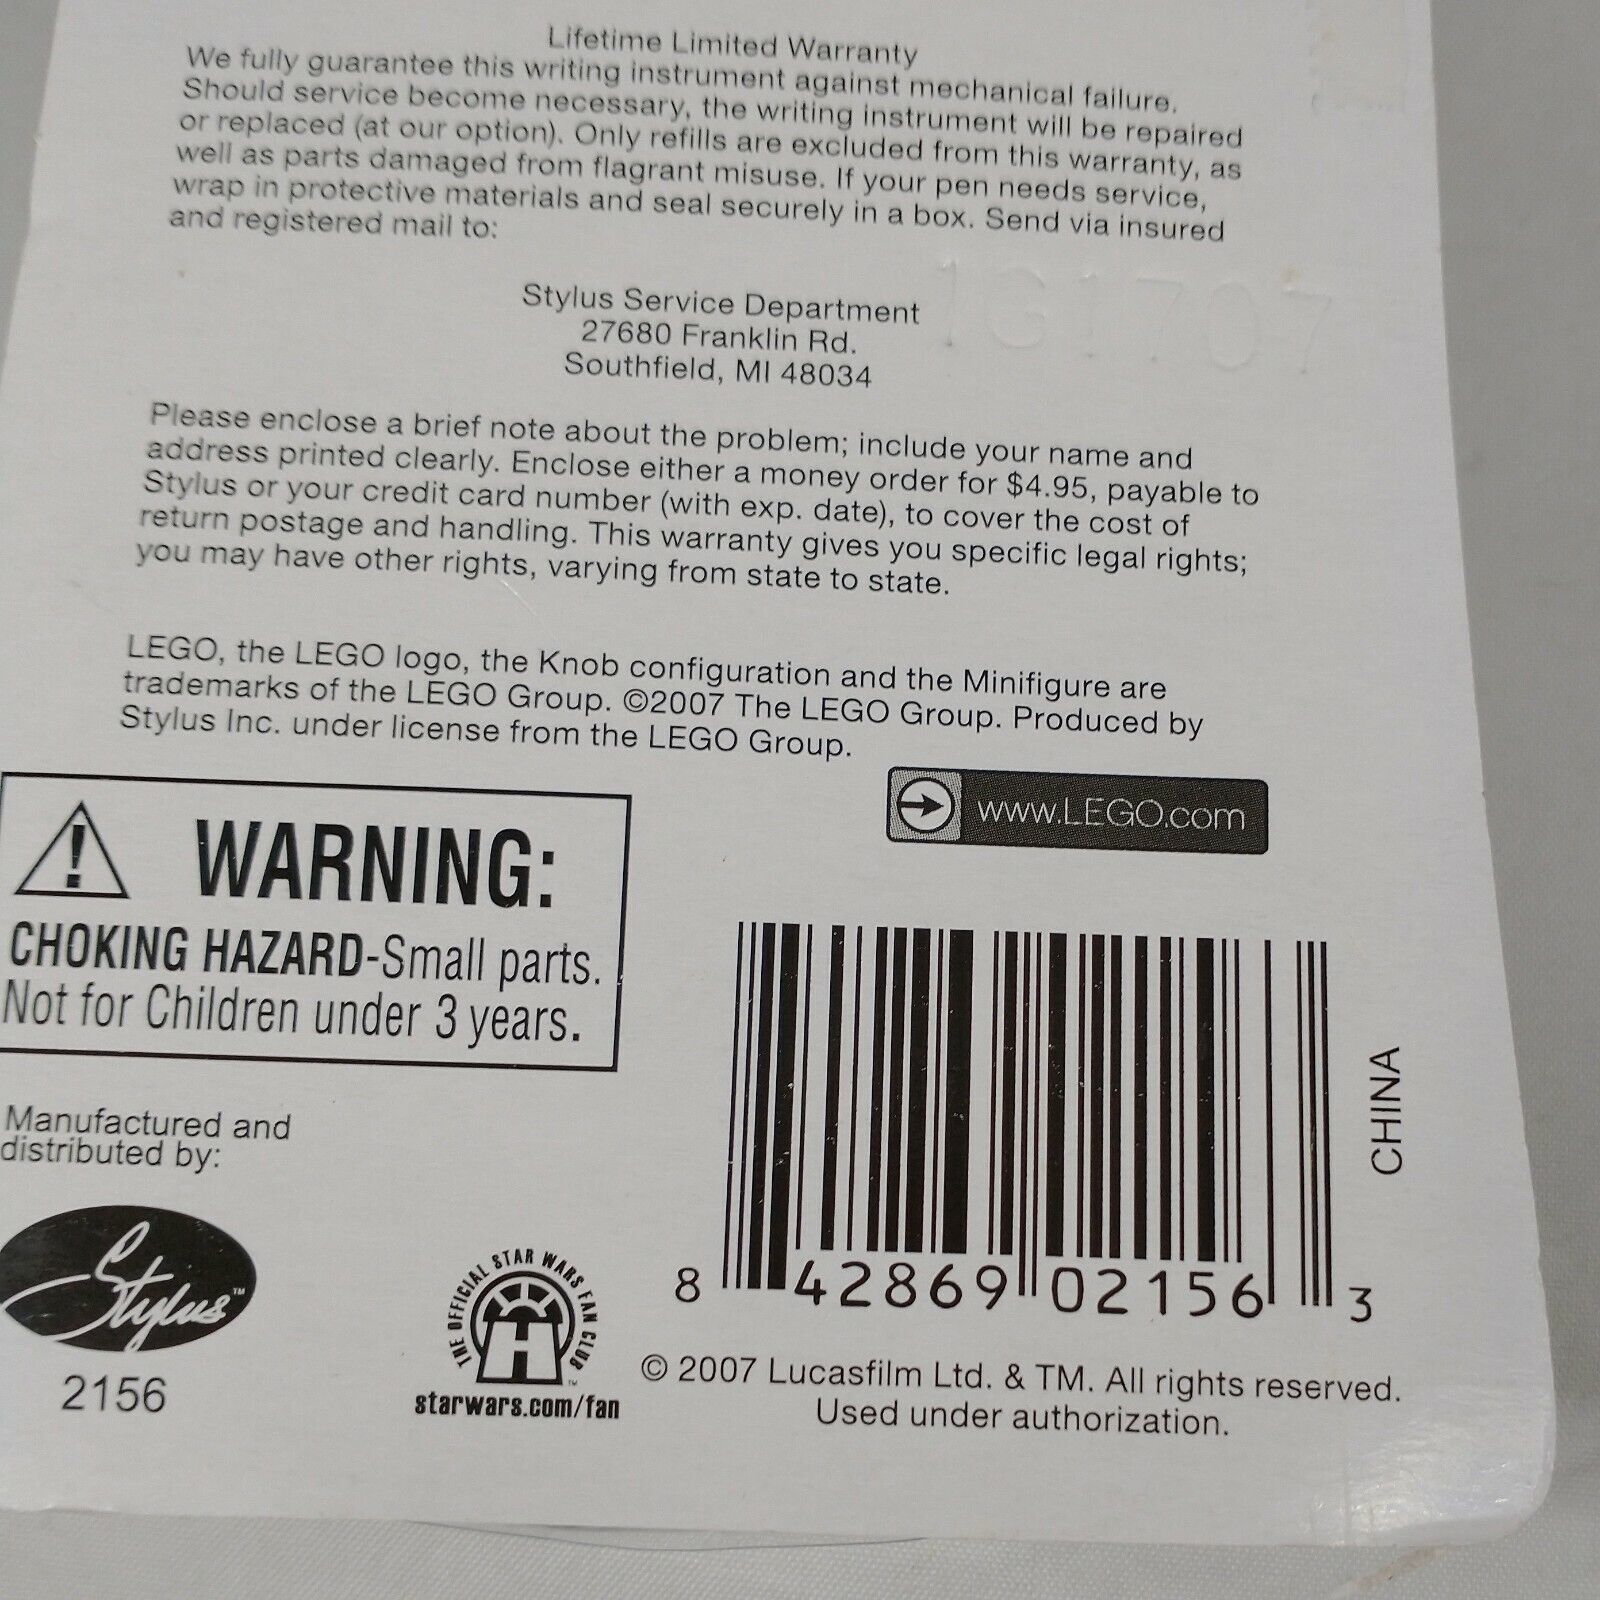 Lifetime Limited Warranty
We fully guarantee this writing instrument against mechanical failure.
Should service become necessary, the writing instrument will be repaired
or replaced (at our option). Only refills are excluded from this warranty, as
well as parts damaged from flagrant misuse. If your pen needs service,
wrap in protective materials and seal securely in a box. Send via insured
and registered mail to:
Stylus Service Department
27680 Franklin Rd.
Southfield, MI 48034
Please enclose a brief note about the problem; include your name and
address printed clearly. Enclose either a money order for $4.95, payable to
Stylus or your credit card number (with exp. date), to cover the cost of
return postage and handling. This warranty gives you specific legal rights;
you may have other rights, varying from state to state.
LEGO, the LEGO logo, the Knob configuration and the Minifigure are
trademarks of the LEGO Group. ©2007 The LEGO Group. Produced by
Stylus Inc. under license from the LEGO Group.
www.LEGO.com
WARNING:
CHOKING HAZARD-Small parts.
Not for Children under 3 years.
Manufactured and
distributed by:
Stylus™
2156
THE OFFICIAL STAR WARS FAN CLUB
™
starwars.com/fan
8 42869 02156 3
CHINA
© 2007 Lucasfilm Ltd. & TM. All rights reserved.
Used under authorization.